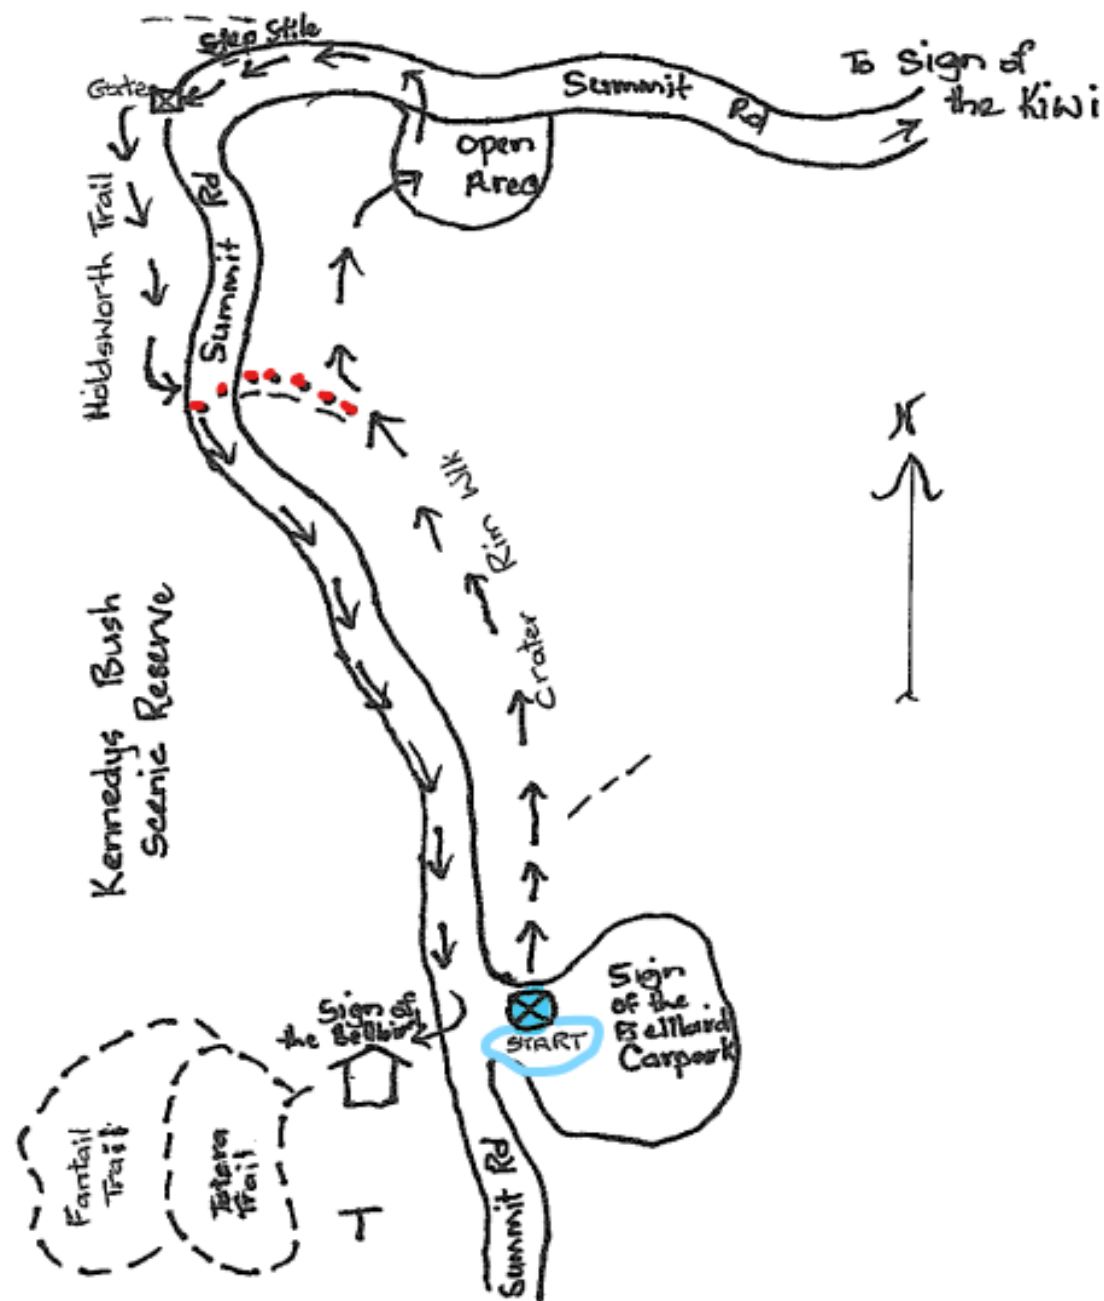 Step Stile
Gate
Summit
Rd
To Sign of
the Kiwi
Open
Area
Holdsworth Trail
Summit Rd
N
Crater Rim Wlk
Kennedys Bush
Scenic Reserve
Sign of
the Bellbird
Sign
of the
Bellbird
Carpark
START
Fantail
Trail
Totara
Trail
T
Summit Rd